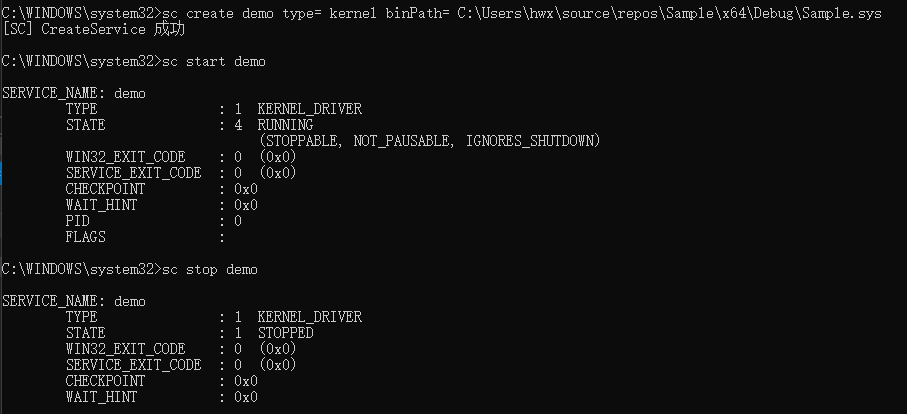 C:\WINDOWS\system32>sc create demo type= kernel binPath= C:\Users\hwx\source\repos\Sample\x64\Debug\Sample.sys
[SC] CreateService 成功
C:\WINDOWS\system32>sc start demo
SERVICE_NAME: demo
        TYPE               : 1  KERNEL_DRIVER
        STATE              : 4  RUNNING
                                (STOPPABLE, NOT_PAUSABLE, IGNORES_SHUTDOWN)
        WIN32_EXIT_CODE    : 0  (0x0)
        SERVICE_EXIT_CODE  : 0  (0x0)
        CHECKPOINT         : 0x0
        WAIT_HINT          : 0x0
        PID                : 0
        FLAGS              :
C:\WINDOWS\system32>sc stop demo
SERVICE_NAME: demo
        TYPE               : 1  KERNEL_DRIVER
        STATE              : 1  STOPPED
        WIN32_EXIT_CODE    : 0  (0x0)
        SERVICE_EXIT_CODE  : 0  (0x0)
        CHECKPOINT         : 0x0
        WAIT_HINT          : 0x0